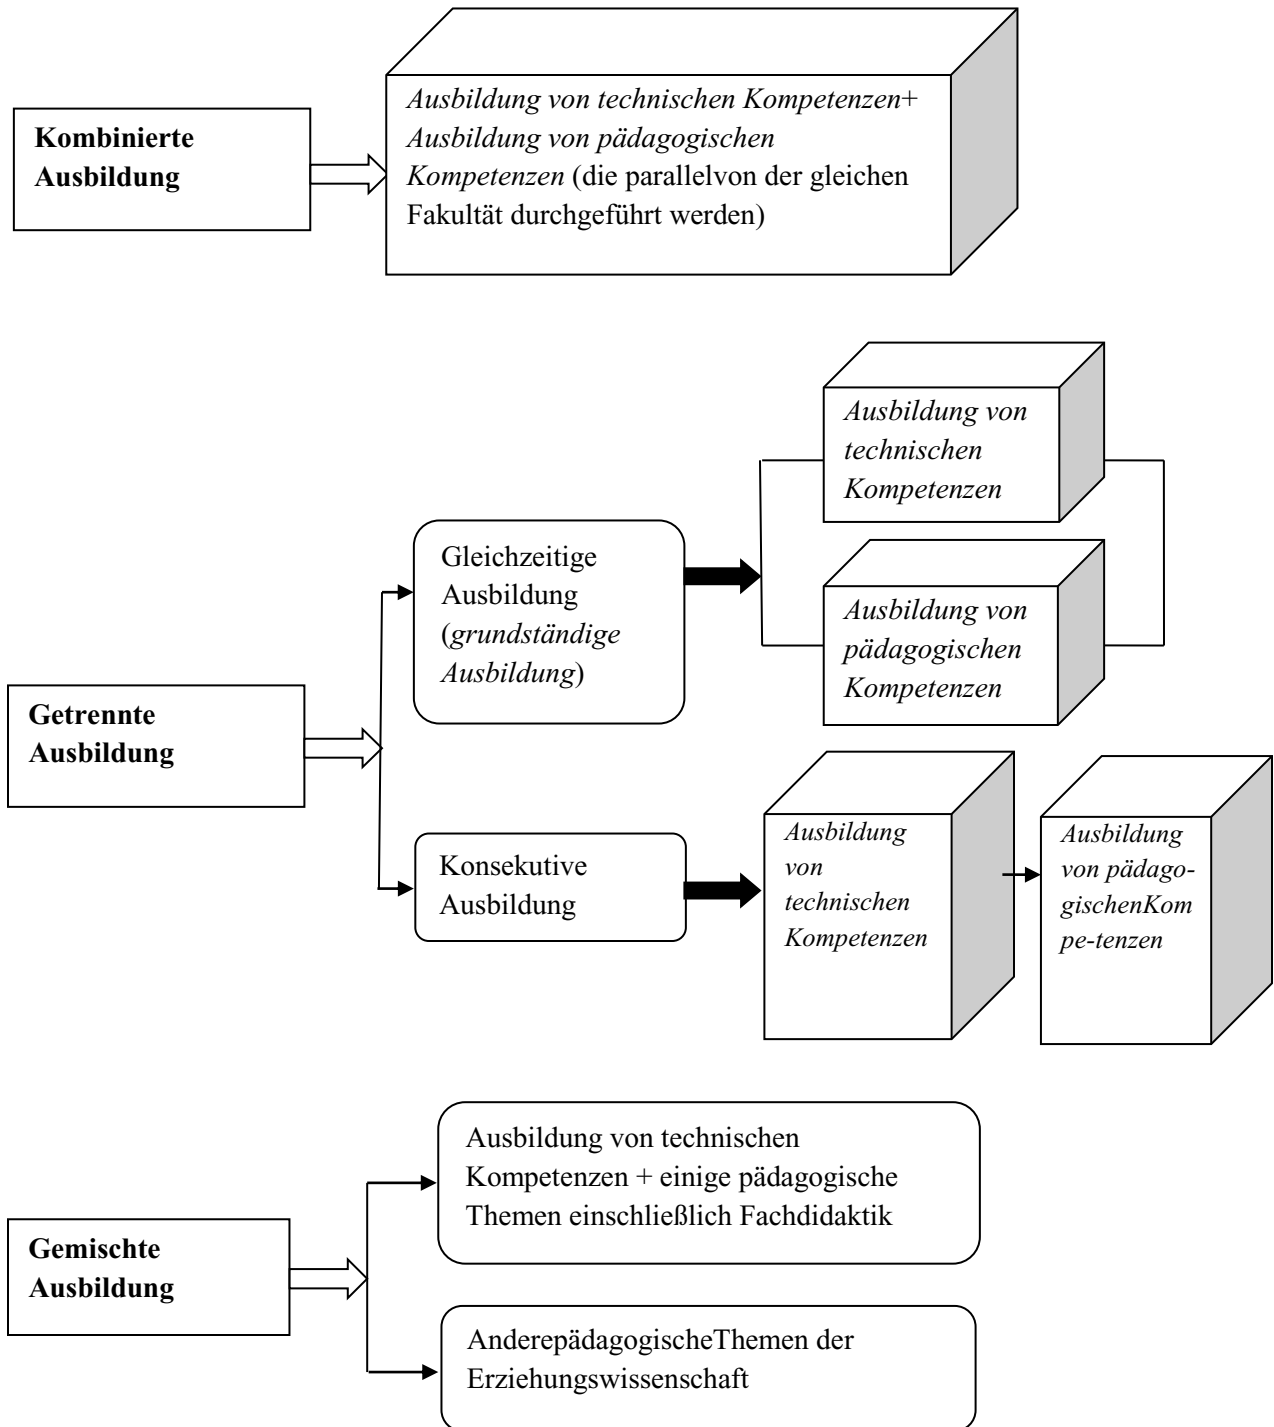 Kombinierte
Ausbildung
Ausbildung von technischen Kompetenzen+
Ausbildung von pädagogischen
Kompetenzen (die parallelvon der gleichen
Fakultät durchgeführt werden)
Getrennte
Ausbildung
Gleichzeitige
Ausbildung
(grundständige
Ausbildung)
Ausbildung von
technischen
Kompetenzen
Ausbildung von
pädagogischen
Kompetenzen
Konsekutive
Ausbildung
Ausbildung
von
technischen
Kompetenzen
Ausbildung
von pädago-
gischenKom
pe-tenzen
Gemischte
Ausbildung
Ausbildung von technischen
Kompetenzen + einige pädagogische
Themen einschließlich Fachdidaktik
AnderepädagogischeThemen der
Erziehungswissenschaft